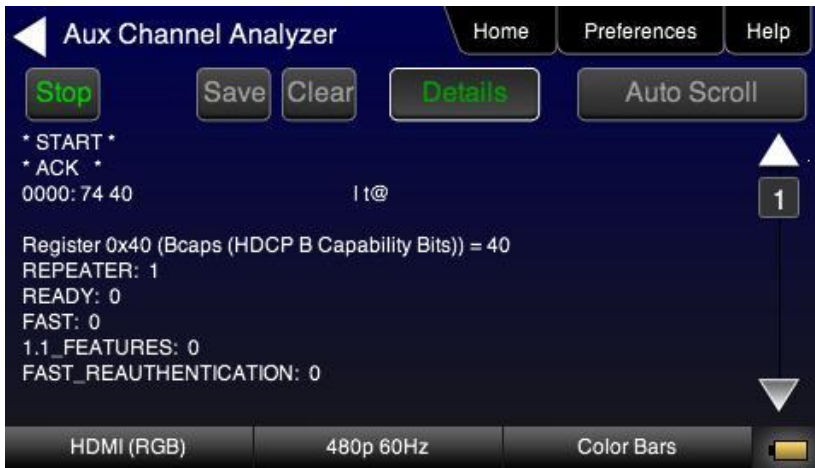 Aux Channel Analyzer
Home
Preferences
Help
Stop
Save
Clear
Details
Auto Scroll
* START *
* ACK *
0000: 74 40 | t@
1
Register 0x40 (Bcaps (HDCP B Capability Bits)) = 40
REPEATER: 1
READY: 0
FAST: 0
1.1_FEATURES: 0
FAST_REAUTHENTICATION: 0
HDMI (RGB)
480p 60Hz
Color Bars